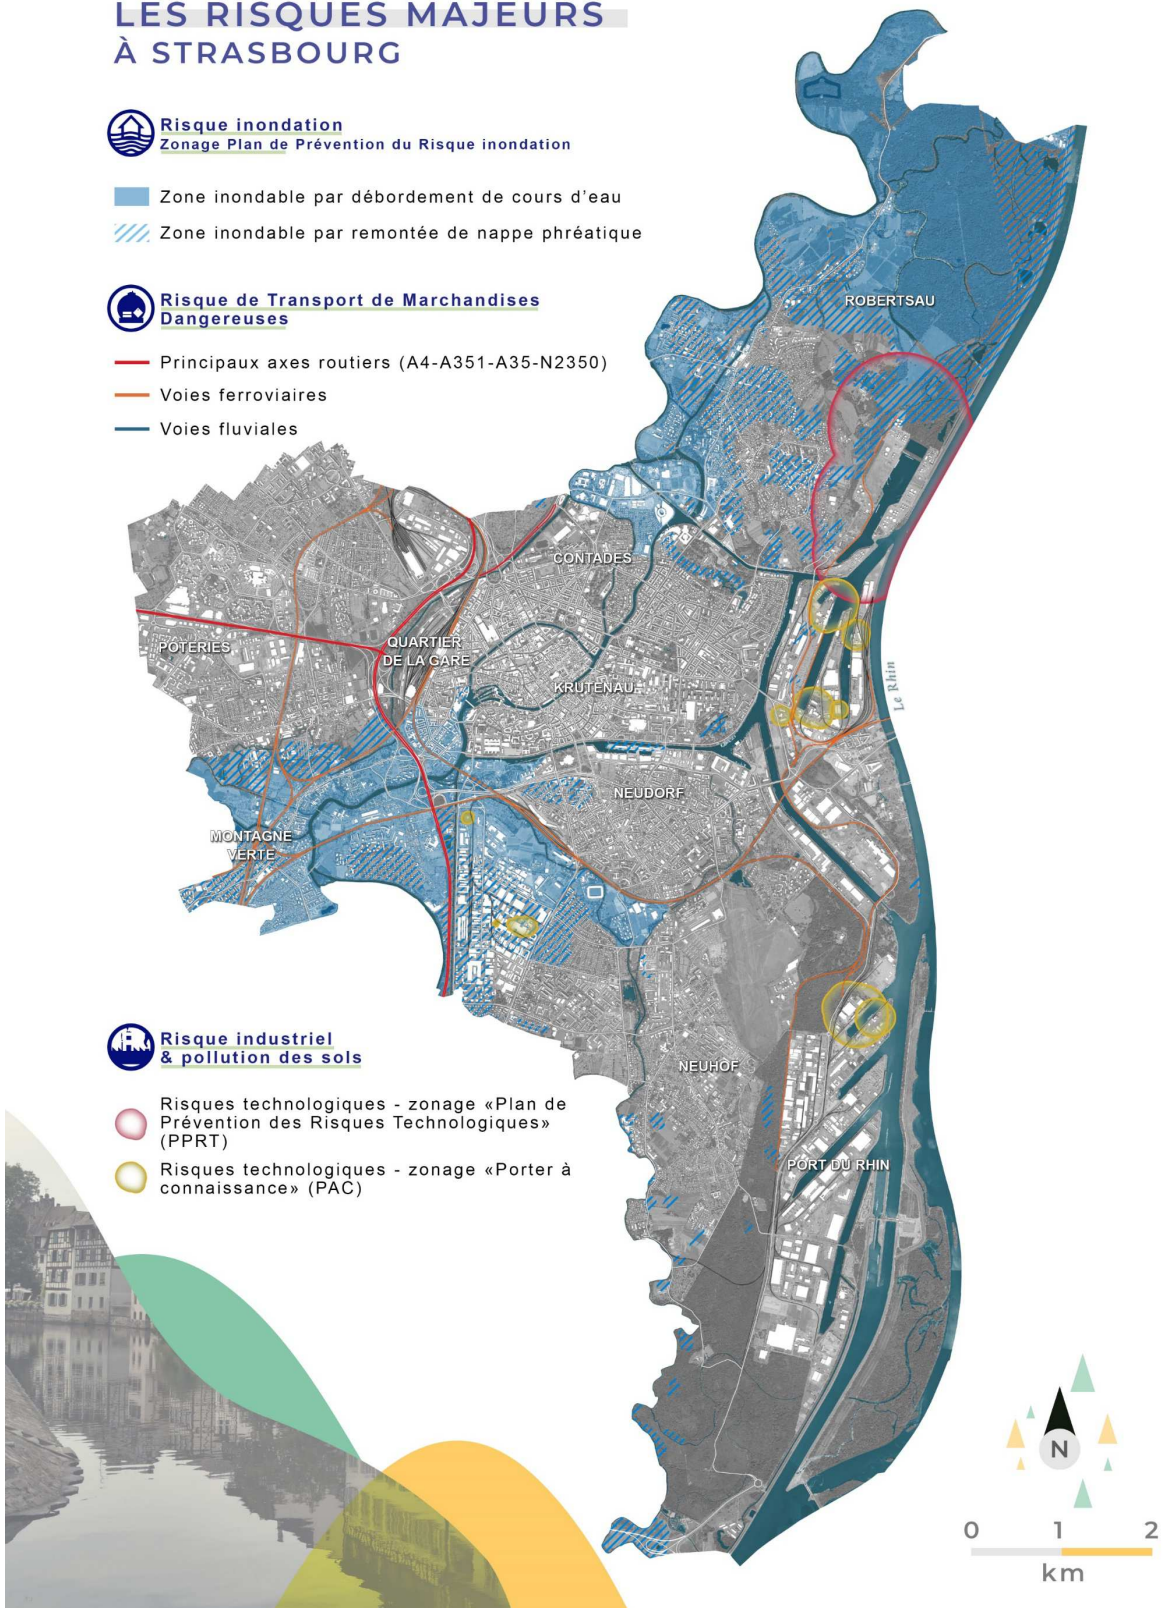 LES RISQUES MAJEURS
À STRASBOURG
Risque inondation
Zonage Plan de Prévention du Risque inondation
Zone inondable par débordement de cours d'eau
Zone inondable par remontée de nappe phréatique
Risque de Transport de Marchandises
Dangereuses
Principaux axes routiers (A4-A351-A35-N2350)
Voies ferroviaires
Voies fluviales
ROBERTSAU
CONTADES
POTERIES
QUARTIER
DE LA GARE
KRUTENAU
Le Rhin
NEUDORF
MONTAGNE
VERTE
NEUHOF
PORT DU RHIN
Risque industriel
& pollution des sols
Risques technologiques - zonage «Plan de
Prévention des Risques Technologiques»
(PPRT)
Risques technologiques - zonage «Porter à
connaissance» (PAC)
N
0 1 2
km